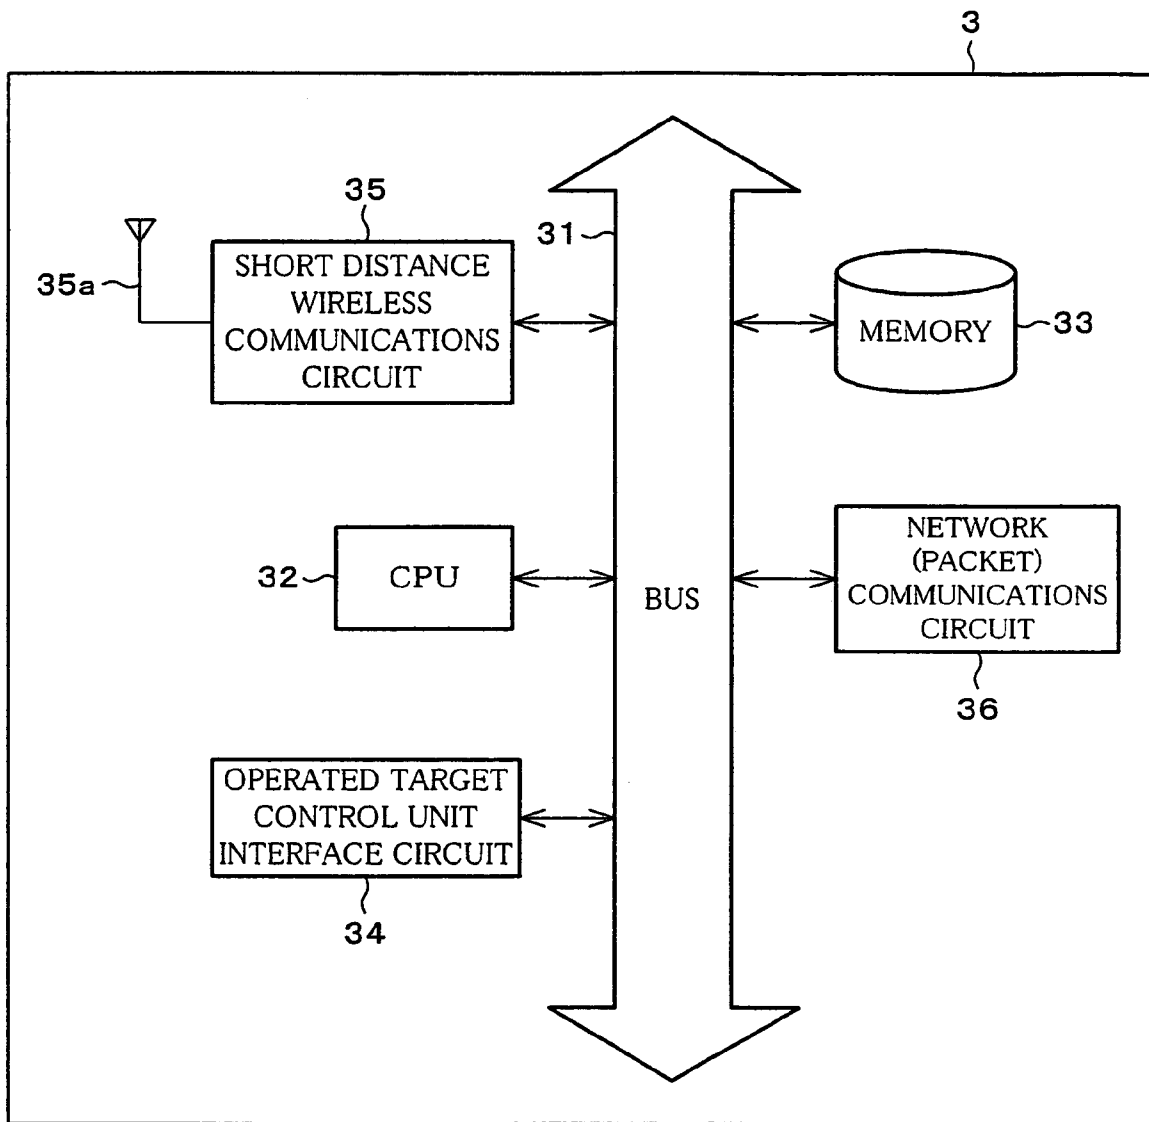 3
35
35a
SHORT DISTANCE
WIRELESS
COMMUNICATIONS
CIRCUIT
31
MEMORY
33
32
CPU
BUS
NETWORK
(PACKET)
COMMUNICATIONS
CIRCUIT
36
OPERATED TARGET
CONTROL UNIT
INTERFACE CIRCUIT
34